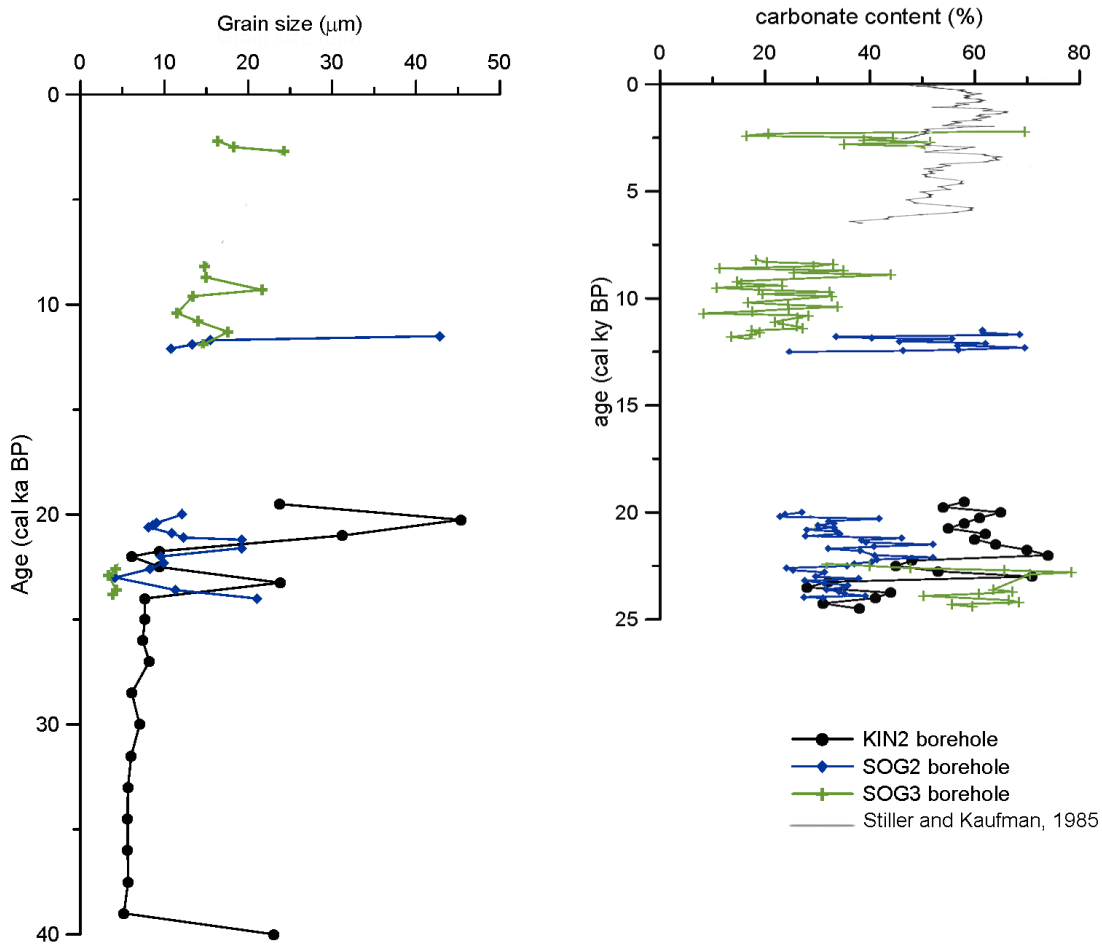 Grain size (μm)
0 10 20 30 40 50
0
10
20
30
40
Age (cal ka BP)
carbonate content (%)
0 20 40 60 80
0
5
10
15
20
25
age (cal ky BP)
KIN2 borehole
SOG2 borehole
SOG3 borehole
Stiller and Kaufman, 1985